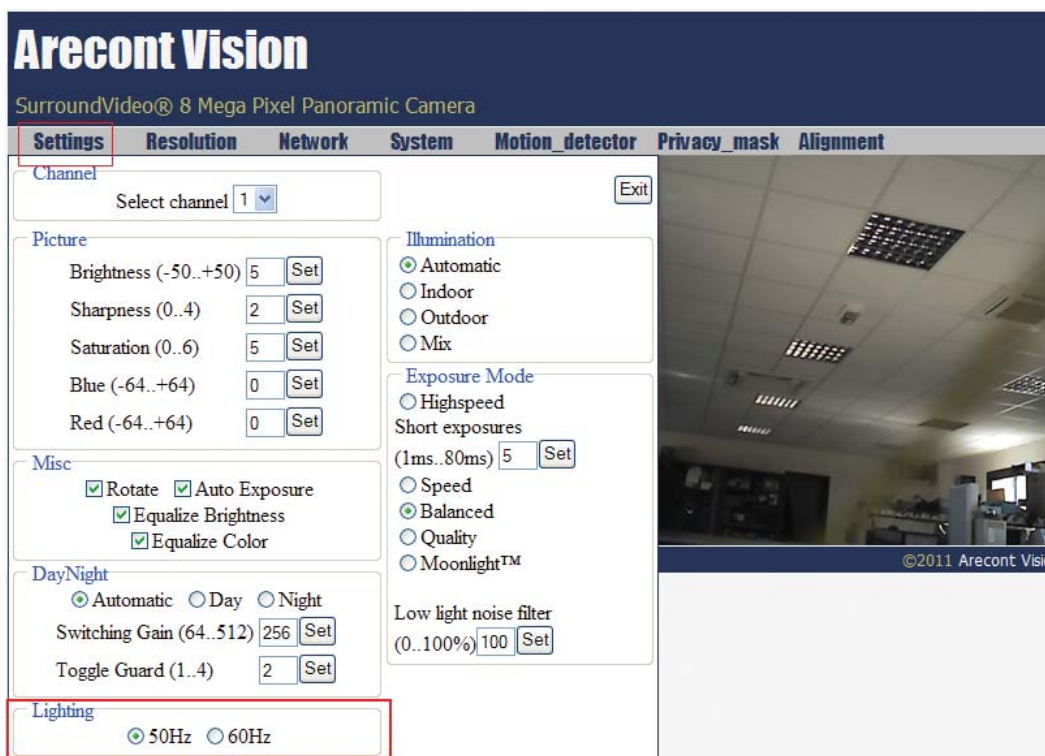 Arecont Vision
SurroundVideo® 8 Mega Pixel Panoramic Camera
Settings Resolution Network System Motion_detector Privacy_mask Alignment
Channel
Select channel 1
Exit
Picture
Brightness (-50..+50) 5 Set
Sharpness (0..4) 2 Set
Saturation (0..6) 5 Set
Blue (-64..+64) 0 Set
Red (-64..+64) 0 Set
Misc
Rotate Auto Exposure
Equalize Brightness
Equalize Color
DayNight
Automatic Day Night
Switching Gain (64..512) 256 Set
Toggle Guard (1..4) 2 Set
Lighting
50Hz 60Hz
Illumination
Automatic
Indoor
Outdoor
Mix
Exposure Mode
Highspeed
Short exposures
(1ms..80ms) 5 Set
Speed
Balanced
Quality
Moonlight™
Low light noise filter
(0..100%) 100 Set
©2011 Arecont Visi